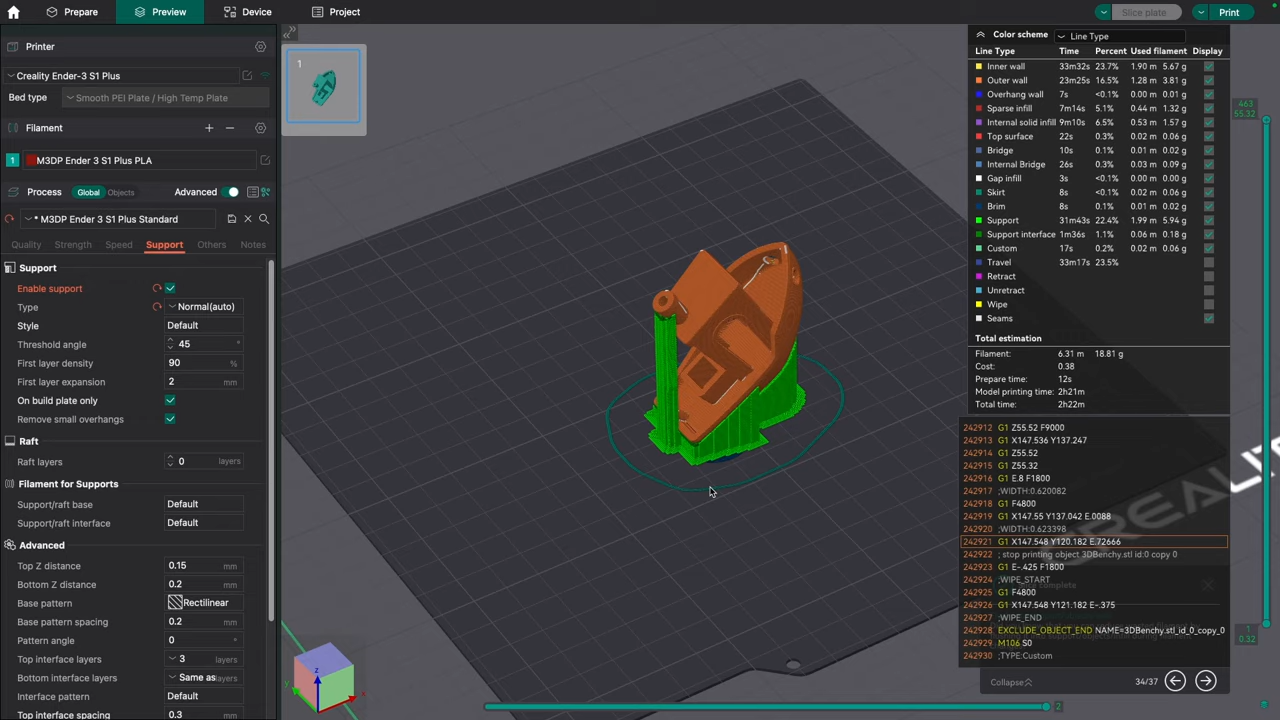 Prepare Preview Device Project Slice plate Print
Printer
Creality Ender-3 S1 Plus
Bed type Smooth PEI Plate / High Temp Plate
Filament
1 M3DP Ender 3 S1 Plus PLA
Process Global Objects Advanced
* M3DP Ender 3 S1 Plus Standard
Quality Strength Speed Support Others Notes
Support
Enable support
Type Normal(auto)
Style Default
Threshold angle 45 °
First layer density 90 %
First layer expansion 2 mm
On build plate only
Remove small overhangs
Raft
Raft layers 0 layers
Filament for Supports
Support/raft base Default
Support/raft interface Default
Advanced
Top Z distance 0.15 mm
Bottom Z distance 0.2 mm
Base pattern Rectilinear
Base pattern spacing 0.2 mm
Pattern angle 0 °
Top interface layers 3 layers
Bottom interface layers Same as layers
Interface pattern Default
Top interface spacing 0.3 mm
1
z
y
x
Color scheme Line Type
Line Type Time Percent Used filament Display
Inner wall 33m32s 23.7% 1.90 m 5.67 g
Outer wall 23m25s 16.5% 1.28 m 3.81 g
Overhang wall 7s <0.1% 0.00 m 0.01 g
Sparse infill 7m14s 5.1% 0.44 m 1.32 g
Internal solid infill 9m10s 6.5% 0.53 m 1.57 g
Top surface 22s 0.3% 0.02 m 0.06 g
Bridge 10s 0.1% 0.01 m 0.02 g
Internal Bridge 26s 0.3% 0.03 m 0.09 g
Gap infill 3s <0.1% 0.00 m 0.00 g
Skirt 8s <0.1% 0.02 m 0.06 g
Brim 8s <0.1% 0.01 m 0.02 g
Support 31m43s 22.4% 1.99 m 5.94 g
Support interface 1m36s 1.1% 0.06 m 0.18 g
Custom 17s 0.2% 0.02 m 0.06 g
Travel 33m17s 23.5%
Retract
Unretract
Wipe
Seams
Total estimation
Filament: 6.31 m 18.81 g
Cost: 0.38
Prepare time: 12s
Model printing time: 2h21m
Total time: 2h22m
242912 G1 Z55.52 F9000
242913 G1 X147.536 Y137.247
242914 G1 Z55.52
242915 G1 Z55.32
242916 G1 E.8 F1800
242917 ;WIDTH:0.620082
242918 G1 F4800
242919 G1 X147.55 Y137.042 E.0088
242920 ;WIDTH:0.623398
242921 G1 X147.548 Y120.182 E.72666
242922 ; stop printing object 3DBenchy.stl id:0 copy 0
242923 G1 E-.425 F1800
242924 ;WIPE_START
242925 G1 F4800
242926 G1 X147.548 Y121.182 E-.375
242927 ;WIPE_END
242928 EXCLUDE_OBJECT_END NAME=3DBenchy.stl_id_0_copy_0
242929 M106 S0
242930 ;TYPE:Custom
Collapse 34/37
463
55.32
1
0.32
2